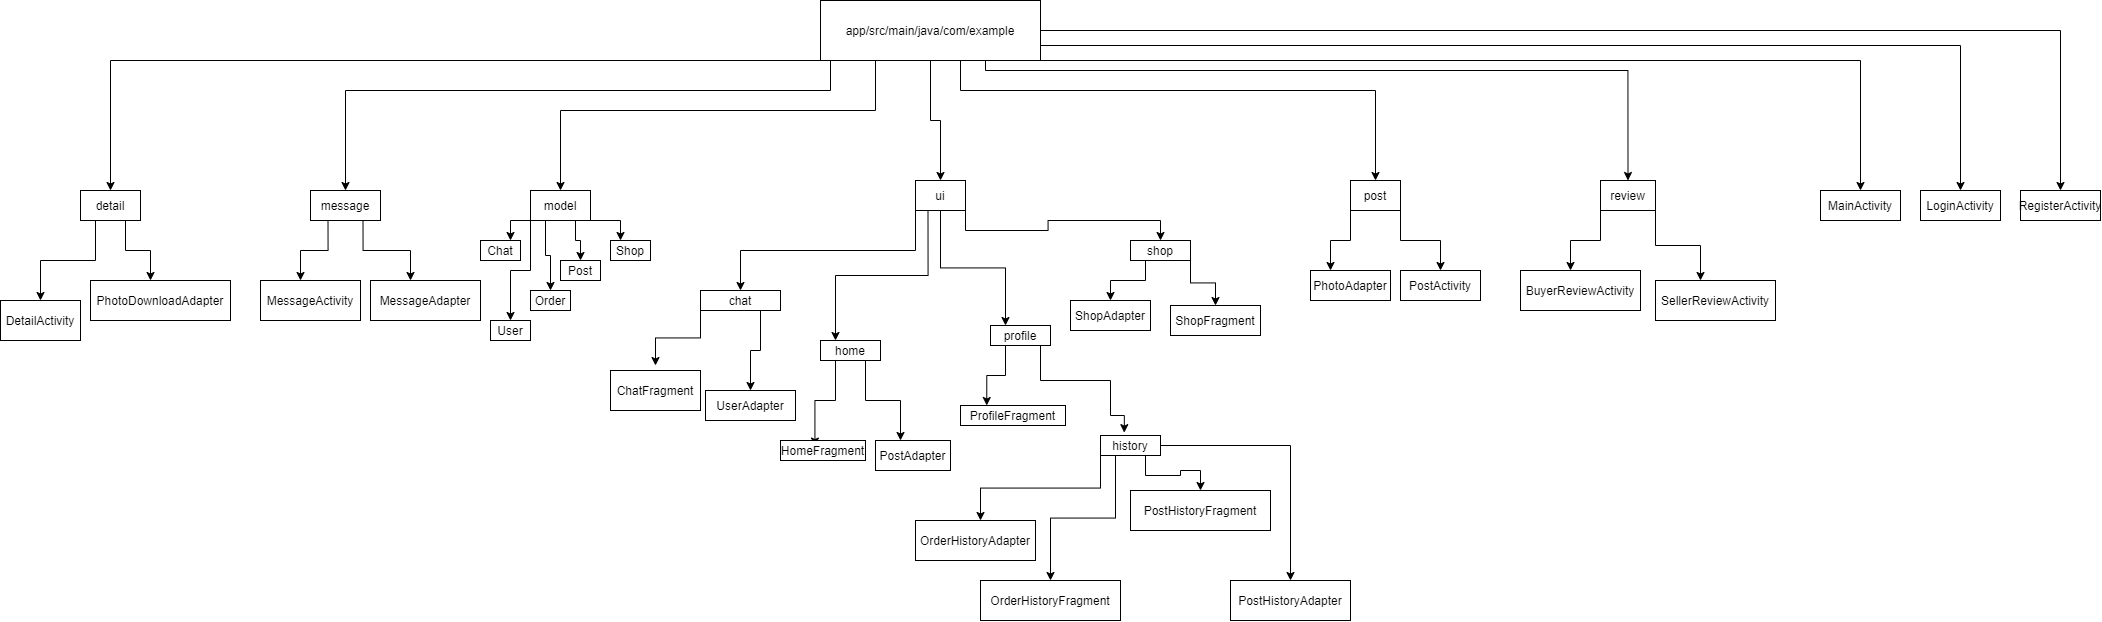 app/src/main/java/com/example
detail
message
model
ui
post
review
MainActivity
LoginActivity
RegisterActivity
Chat
Post
Shop
Order
User
shop
DetailActivity
PhotoDownloadAdapter
MessageActivity
MessageAdapter
chat
home
profile
ShopAdapter
ShopFragment
PhotoAdapter
PostActivity
BuyerReviewActivity
SellerReviewActivity
ChatFragment
UserAdapter
HomeFragment
PostAdapter
ProfileFragment
history
OrderHistoryAdapter
PostHistoryFragment
OrderHistoryFragment
PostHistoryAdapter